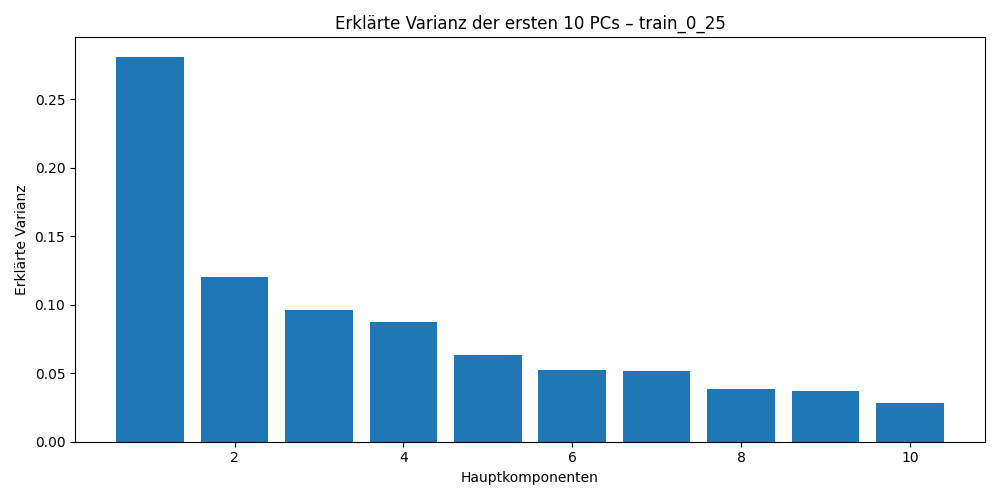 Erklärte Varianz der ersten 10 PCs – train_0_25
Erklärte Varianz
0.25
0.20
0.15
0.10
0.05
0.00
2 4 6 8 10
Hauptkomponenten